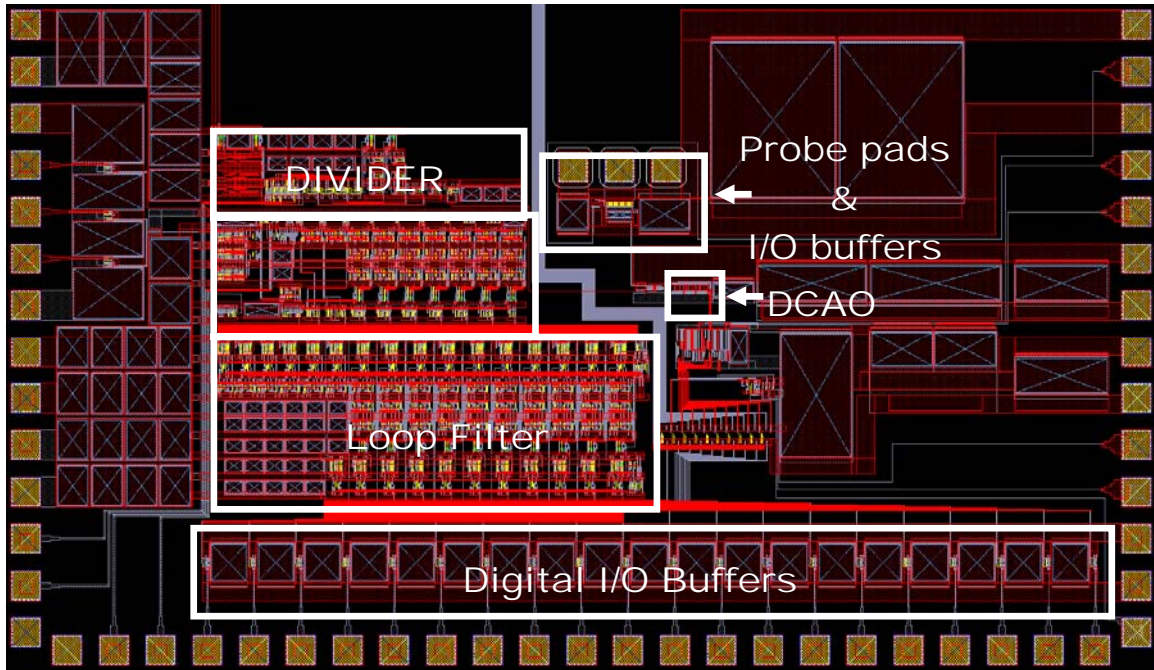 DIVIDER
Probe pads
&
I/O buffers
DCAO
Loop Filter
Digital I/O Buffers